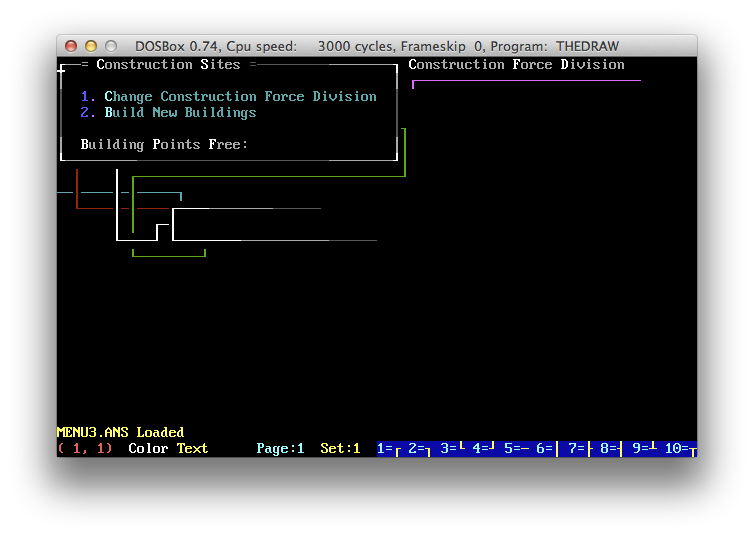 DOSBox 0.74, Cpu speed: 3000 cycles, Frameskip 0, Program: THEDRAW
= Construction Sites = Construction Force Division
1. Change Construction Force Division
2. Build New Buildings
Building Points Free:
MENU3.ANS Loaded
( 1, 1) Color Text Page:1 Set:1 1=┌ 2=┐ 3=└ 4=┘ 5=─ 6=│ 7=├ 8=┤ 9=┴ 10=┬